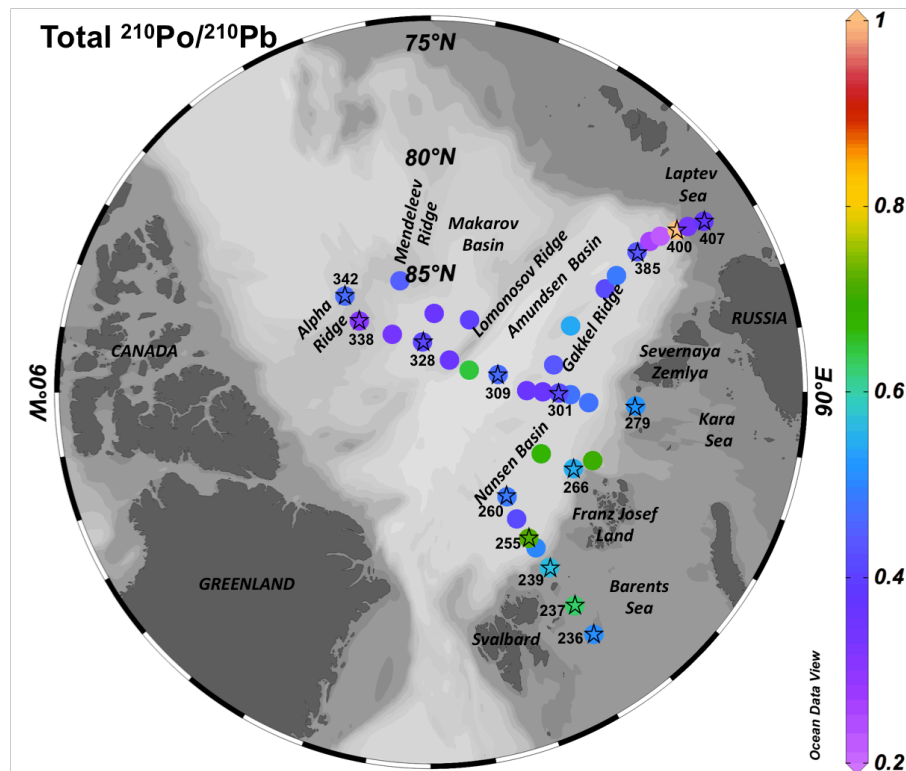 Total ²¹⁰Po/²¹⁰Pb
75°N
1
80°N
Laptev
Sea
Mendeleev
Ridge
Makarov
Basin
Lomonosov Ridge
Amundsen Basin
0.8
407
400
385
85°N
342
Alpha
Ridge
338
Gakkel Ridge
RUSSIA
CANADA
328
Severnaya
Zemlya
309
301
90°W
90°E
0.6
279
Kara
Sea
Nansen Basin
266
260
Franz Josef
Land
255
239
0.4
GREENLAND
Barents
Sea
237
Svalbard
236
Ocean Data View
0.2